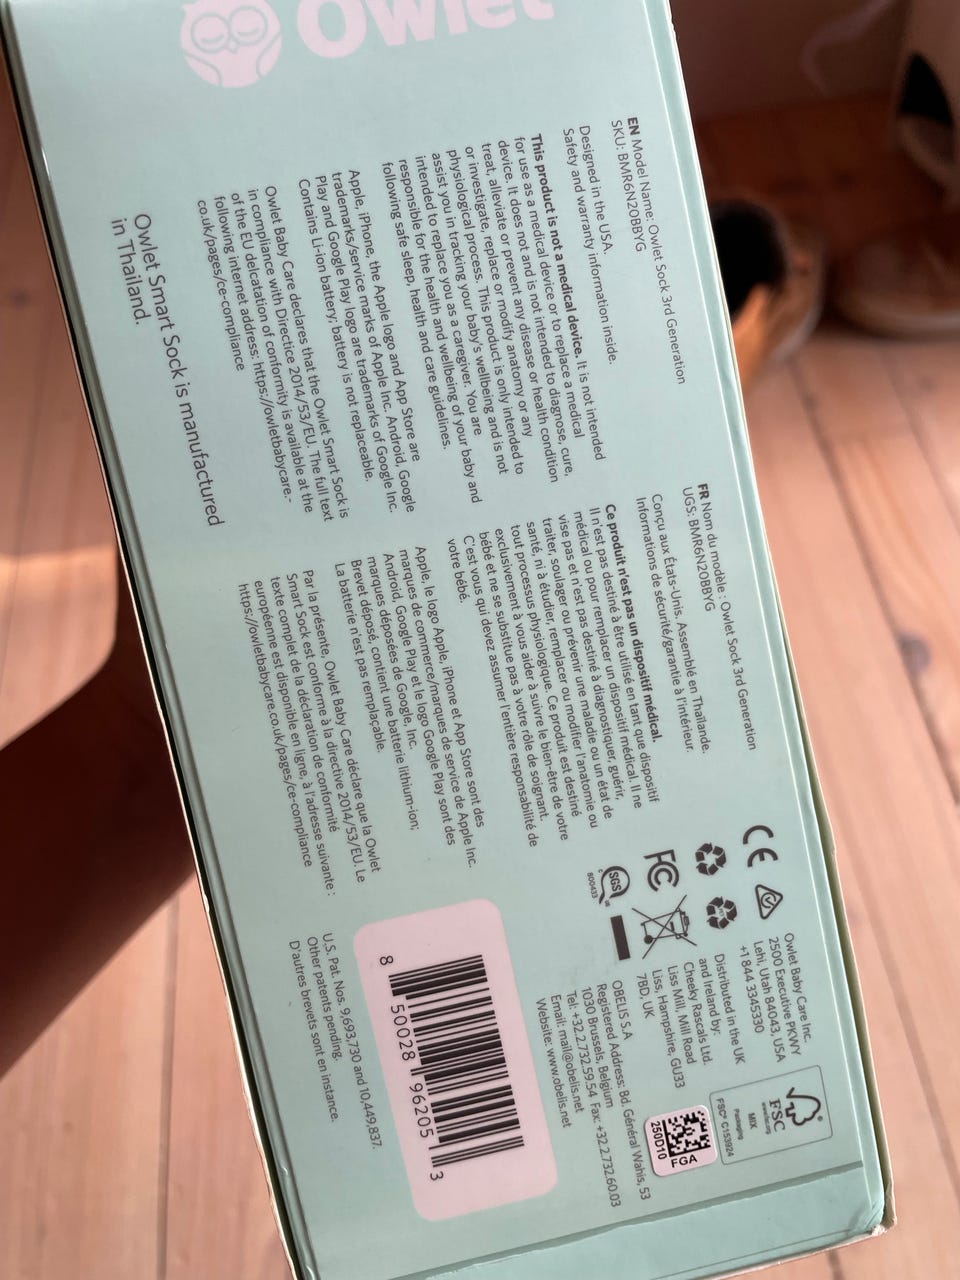 Owlet
EN Model Name: Owlet Sock 3rd Generation
SKU: BMR6N20BBYG
Designed in the USA.
Safety and warranty information inside.
This product is not a medical device. It is not intended
for use as a medical device or to replace a medical
device. It does not and is not intended to diagnose, cure,
treat, alleviate or prevent any disease or health condition
or investigate, replace or modify anatomy or any
physiological process. This product is only intended to
assist you in tracking your baby's wellbeing and is not
intended to replace you as a caregiver. You are
responsible for the health and wellbeing of your baby and
following safe sleep, health and care guidelines.
Apple, iPhone, the Apple logo and App Store are
trademarks/service marks of Apple Inc. Android, Google
Play and Google Play logo are trademarks of Google Inc.
Contains Li-ion battery; battery is not replaceable.
Owlet Baby Care declares that the Owlet Smart Sock is
in compliance with Directice 2014/53/EU. The full text
of the EU delcatation of conformity is available at the
following internet address: https://owletbabycare.-
co.uk/pages/ce-compliance
Owlet Smart Sock is manufactured
in Thailand.
FR Nom du modèle : Owlet Sock 3rd Generation
UGS: BMR6N20BBYG
Conçu aux États-Unis. Assemblé en Thaïlande.
Informations de sécurité/garantie à l'intérieur.
Ce produit n'est pas un dispositif médical.
Il n'est pas destiné à être utilisé en tant que dispositif
médical ou pour remplacer un dispositif médical. Il ne
vise pas et n'est pas destiné à diagnostiquer, guérir,
traiter, soulager ou prévenir une maladie ou un état de
santé, ni à étudier, remplacer ou modifier l'anatomie ou
tout processus physiologique. Ce produit est destiné
exclusivement à vous aider à suivre le bien-être de votre
bébé et ne se substitue pas à votre rôle de soignant.
C'est vous qui devez assumer l'entière responsabilité de
votre bébé.
Apple, le logo Apple, iPhone et App Store sont des
marques de commerce/marques de service de Apple Inc.
Android, Google Play et le logo Google Play sont des
marques déposées de Google, Inc.
Brevet déposé, contient une batterie lithium-ion;
La batterie n'est pas remplaçable.
Par la présente, Owlet Baby Care déclare que la Owlet
Smart Sock est conforme à la directive 2014/53/EU. Le
texte complet de la déclaration de conformité
européenne est disponible en ligne, à l'adresse suivante :
https://owletbabycare.co.uk/pages/ce-compliance
CE
FC
SGS
800433
Owlet Baby Care Inc.
2500 Executive PKWY
Lehi, Utah 84043, USA
+1 844 3345330
Distributed in the UK
and Ireland by:
Cheeky Rascals Ltd.
Liss Mill, Mill Road
Liss, Hampshire, GU33
7BD, UK
OBELIS S.A
Registered Address: Bd. Général Wahis, 53
1030 Brussels, Belgium
Tel: +32.2.732.59.54 Fax: +32.2.732.60.03
Email: mail@obelis.net
Website: www.obelis.net
FSC
www.fsc.org
MIX
Packaging
FSC® C153924
250D10
FGA
8 50028 96205 3
U.S. Pat. Nos. 9,693,730 and 10,449,837.
Other patents pending.
D'autres brevets sont en instance.